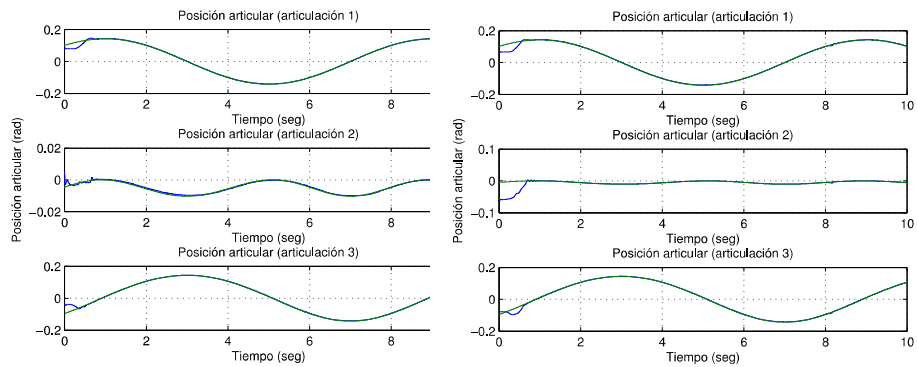 Posición articular (articulación 1)
0.2
0
−0.2
0 2 4 6 8
Tiempo (seg)
Posición articular (articulación 2)
0.02
0
−0.02
0 2 4 6 8
Tiempo (seg)
Posición articular (articulación 3)
0.2
0
−0.2
0 2 4 6 8
Tiempo (seg)
Posición articular (rad)
Posición articular (articulación 1)
0.2
0
−0.2
0 2 4 6 8 10
Tiempo (seg)
Posición articular (articulación 2)
0.1
0
−0.1
0 2 4 6 8 10
Tiempo (seg)
Posición articular (articulación 3)
0.2
0
−0.2
0 2 4 6 8 10
Tiempo (seg)
Posición articular (rad)